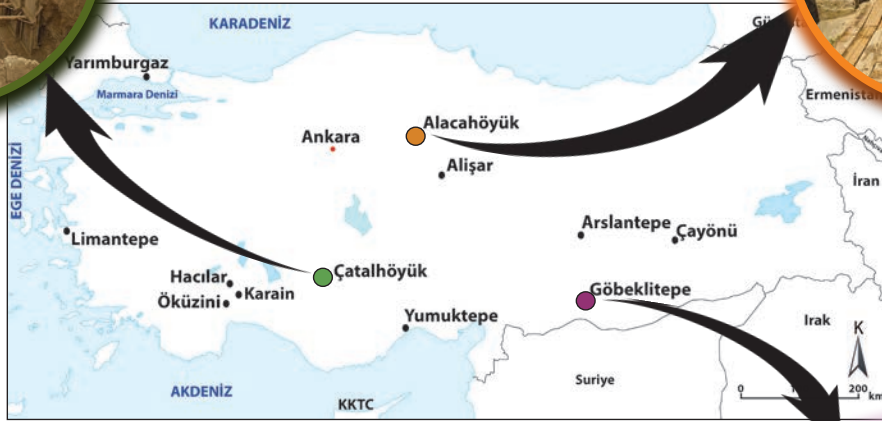 KARADENİZ
Yarımburgaz
Marmara Denizi
Ankara
Alacahöyük
Alişar
Ermenistan
İran
EGE DENİZİ
Limantepe
Arslantepe
Çayönü
Hacılar
Çatalhöyük
Karain
Öküzini
Göbeklitepe
Yumuktepe
Irak
K
Suriye
AKDENİZ
KKTC
0
200
km